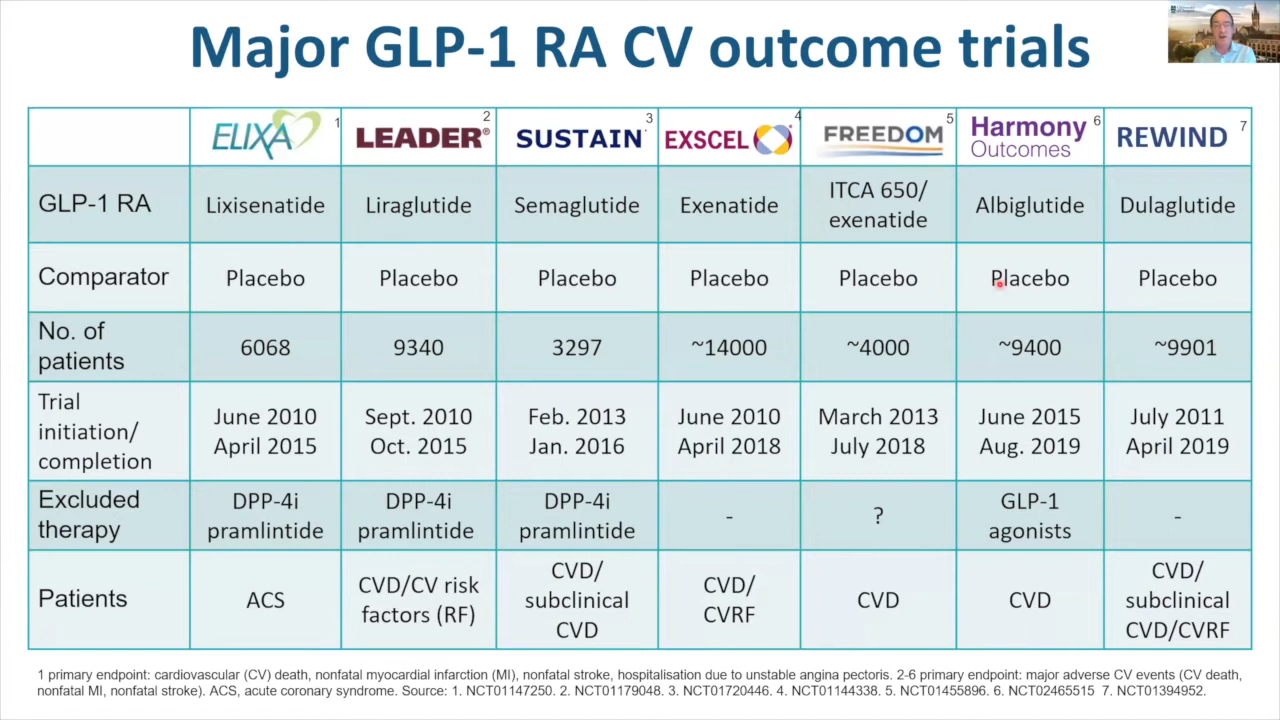 Major GLP-1 RA CV outcome trials
ELIXA 1
LEADER® 2
SUSTAIN 3
EXSCEL 4
FREEDOM 5
Harmony Outcomes 6
REWIND 7
GLP-1 RA
Lixisenatide
Liraglutide
Semaglutide
Exenatide
ITCA 650/
exenatide
Albiglutide
Dulaglutide
Comparator
Placebo
Placebo
Placebo
Placebo
Placebo
Placebo
Placebo
No. of
patients
6068
9340
3297
~14000
~4000
~9400
~9901
Trial
initiation/
completion
June 2010
April 2015
Sept. 2010
Oct. 2015
Feb. 2013
Jan. 2016
June 2010
April 2018
March 2013
July 2018
June 2015
Aug. 2019
July 2011
April 2019
Excluded
therapy
DPP-4i
pramlintide
DPP-4i
pramlintide
DPP-4i
pramlintide
-
?
GLP-1
agonists
-
Patients
ACS
CVD/CV risk
factors (RF)
CVD/
subclinical
CVD
CVD/
CVRF
CVD
CVD
CVD/
subclinical
CVD/CVRF
1 primary endpoint: cardiovascular (CV) death, nonfatal myocardial infarction (MI), nonfatal stroke, hospitalisation due to unstable angina pectoris. 2-6 primary endpoint: major adverse CV events (CV death,
nonfatal MI, nonfatal stroke). ACS, acute coronary syndrome. Source: 1. NCT01147250. 2. NCT01179048. 3. NCT01720446. 4. NCT01144338. 5. NCT01455896. 6. NCT02465515 7. NCT01394952.